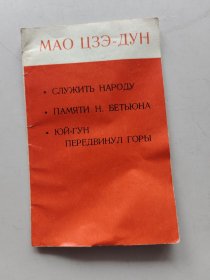 МАО ЦЗЭ-ДУН
• СЛУЖИТЬ НАРОДУ
• ПАМЯТИ Н. БЕТЬЮНА
• ЮЙ-ГУН
ПЕРЕДВИНУЛ ГОРЫ